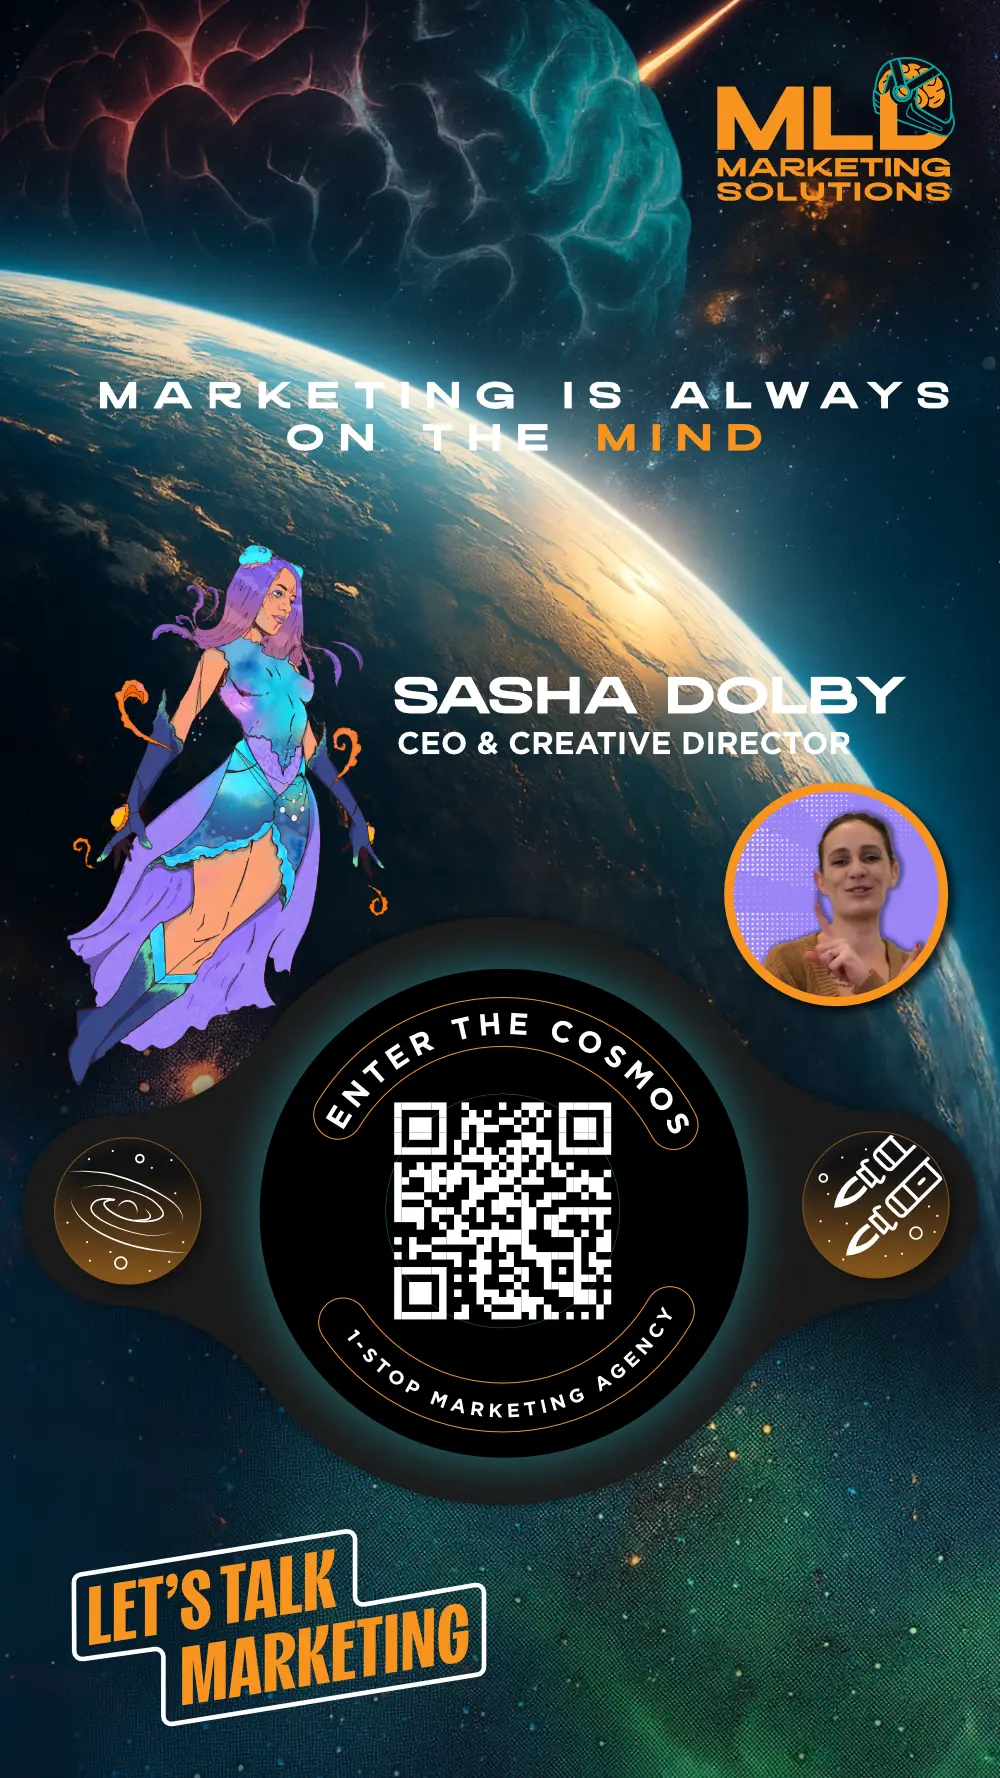 MLD
MARKETING
SOLUTIONS
MARKETING IS ALWAYS
ON THE MIND
SASHA DOLBY
CEO & CREATIVE DIRECTOR
ENTER THE COSMOS
1-STOP MARKETING AGENCY
LET'S TALK
MARKETING